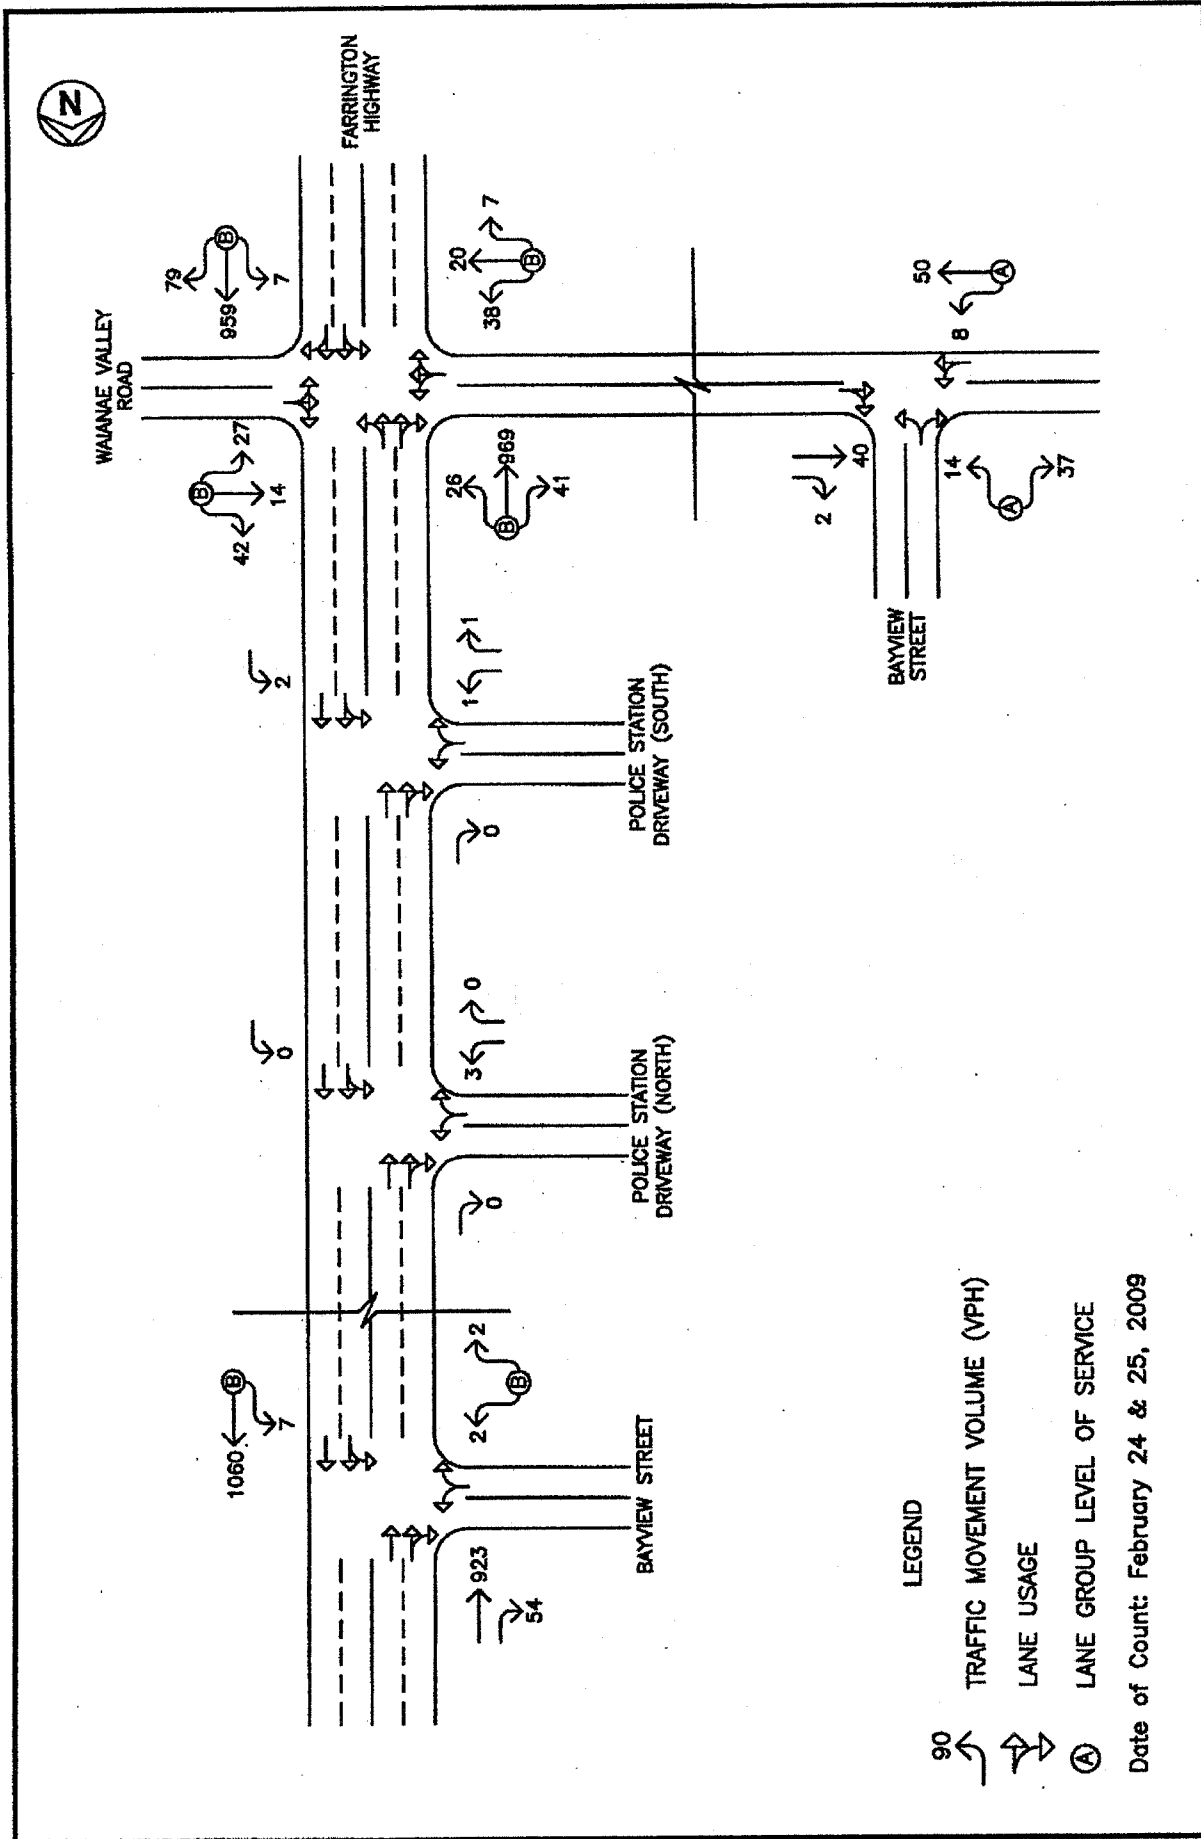 N
WAIANAE VALLEY
ROAD
FARRINGTON
HIGHWAY
79
B
959
7
B
27
14
42
20
7
38
B
26
969
B
41
2
1
1
POLICE STATION
DRIVEWAY (SOUTH)
0
0
3
0
POLICE STATION
DRIVEWAY (NORTH)
0
1060
B
7
2
2
B
BAYVIEW STREET
923
54
50
8
A
2
40
14
A
37
BAYVIEW
STREET
LEGEND
90
TRAFFIC MOVEMENT VOLUME (VPH)
LANE USAGE
A
LANE GROUP LEVEL OF SERVICE
Date of Count: February 24 & 25, 2009